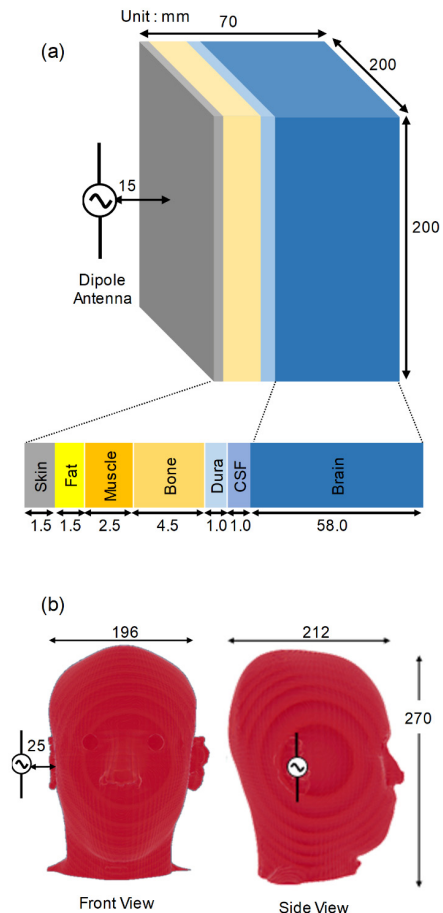 Unit : mm
70
(a)
200
15
200
Dipole
Antenna
Skin
Fat
Muscle
Bone
Dura
CSF
Brain
1.5 1.5 2.5 4.5 1.0 1.0 58.0
(b)
196
212
25
270
Front View
Side View